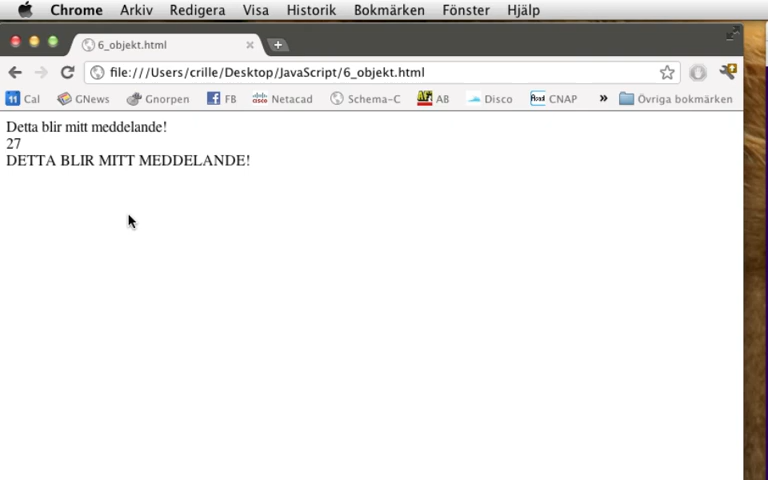 Chrome Arkiv Redigera Visa Historik Bokmärken Fönster Hjälp
6_objekt.html
file:///Users/crille/Desktop/JavaScript/6_objekt.html
11 Cal GNews Gnorpen FB Netacad Schema-C AB Disco CNAP » Övriga bokmärken
Detta blir mitt meddelande!
27
DETTA BLIR MITT MEDDELANDE!